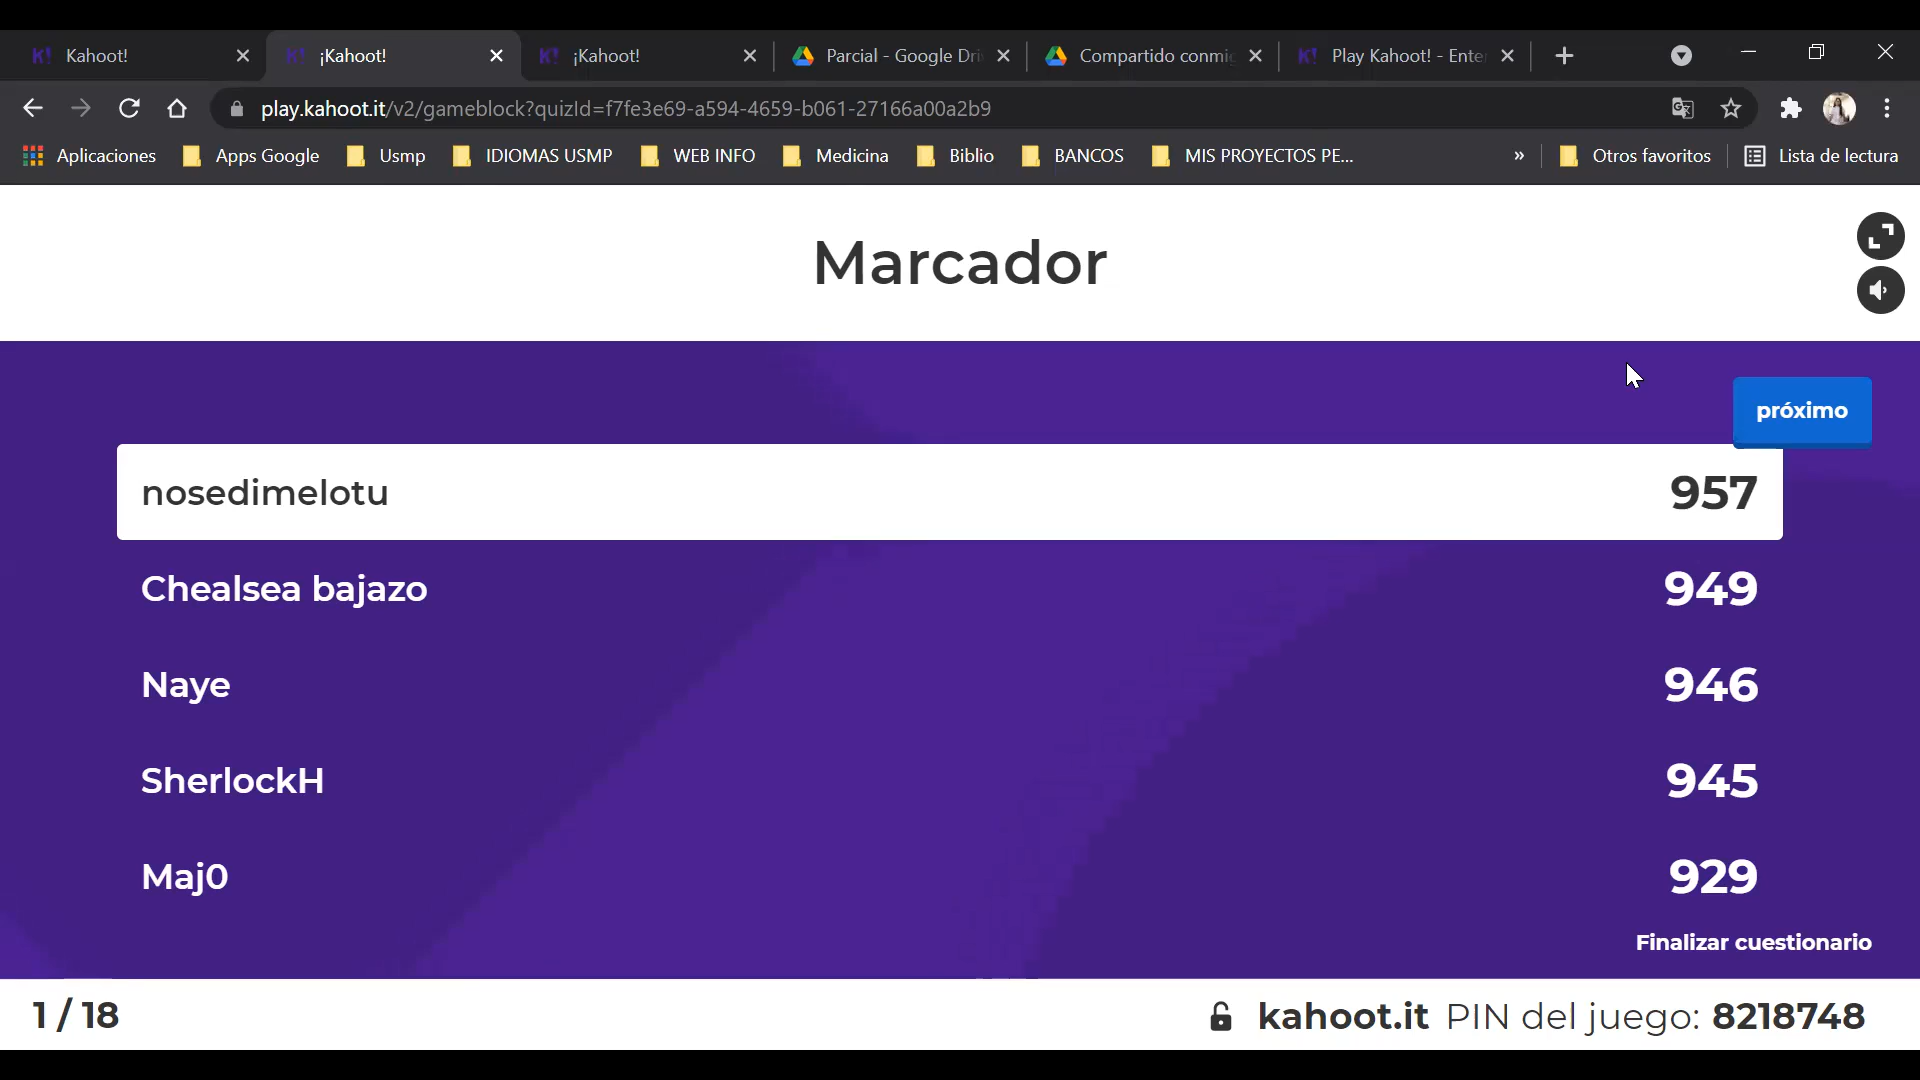 Kahoot!
¡Kahoot!
¡Kahoot!
Parcial - Google Dri
Compartido conmig
Play Kahoot! - Enter
play.kahoot.it/v2/gameblock?quizId=f7fe3e69-a594-4659-b061-27166a00a2b9
Aplicaciones
Apps Google
Usmp
IDIOMAS USMP
WEB INFO
Medicina
Biblio
BANCOS
MIS PROYECTOS PE...
»
Otros favoritos
Lista de lectura
Marcador
próximo
nosedimelotu 957
Chealsea bajazo 949
Naye 946
SherlockH 945
Maj0 929
Finalizar cuestionario
1 / 18
kahoot.it PIN del juego: 8218748